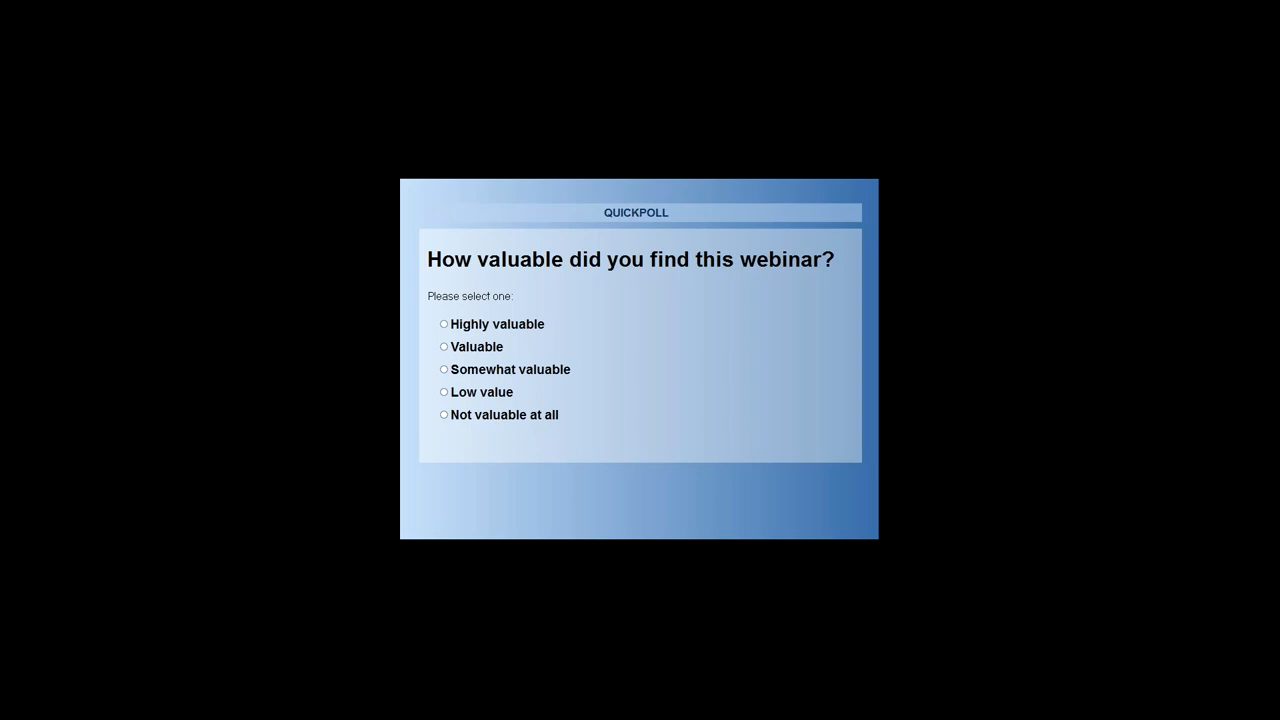 QUICKPOLL
How valuable did you find this webinar?
Please select one:
Highly valuable
Valuable
Somewhat valuable
Low value
Not valuable at all